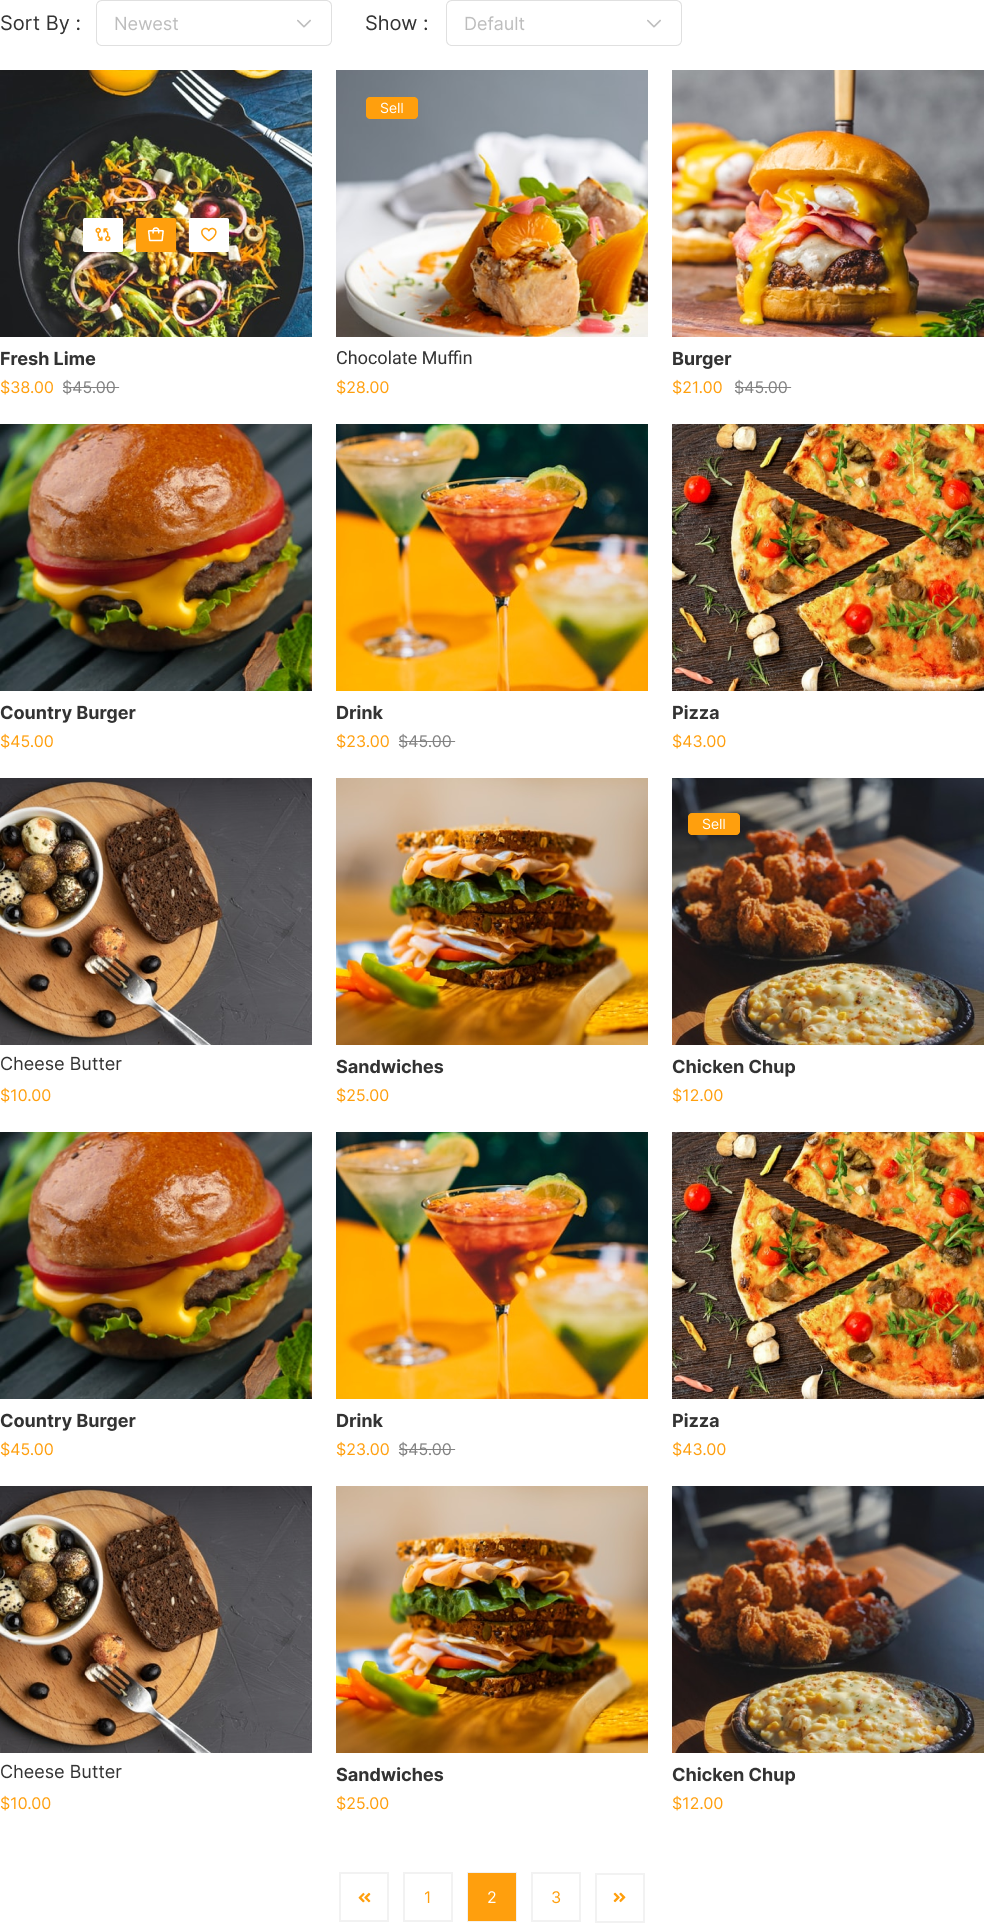 Sort By : Newest Show : Default
Sell
Fresh Lime Chocolate Muffin Burger
$38.00 $45.00 $28.00 $21.00 $45.00
Country Burger Drink Pizza
$45.00 $23.00 $45.00 $43.00
Sell
Cheese Butter Sandwiches Chicken Chup
$10.00 $25.00 $12.00
Country Burger Drink Pizza
$45.00 $23.00 $45.00 $43.00
Cheese Butter Sandwiches Chicken Chup
$10.00 $25.00 $12.00
« 1 2 3 »